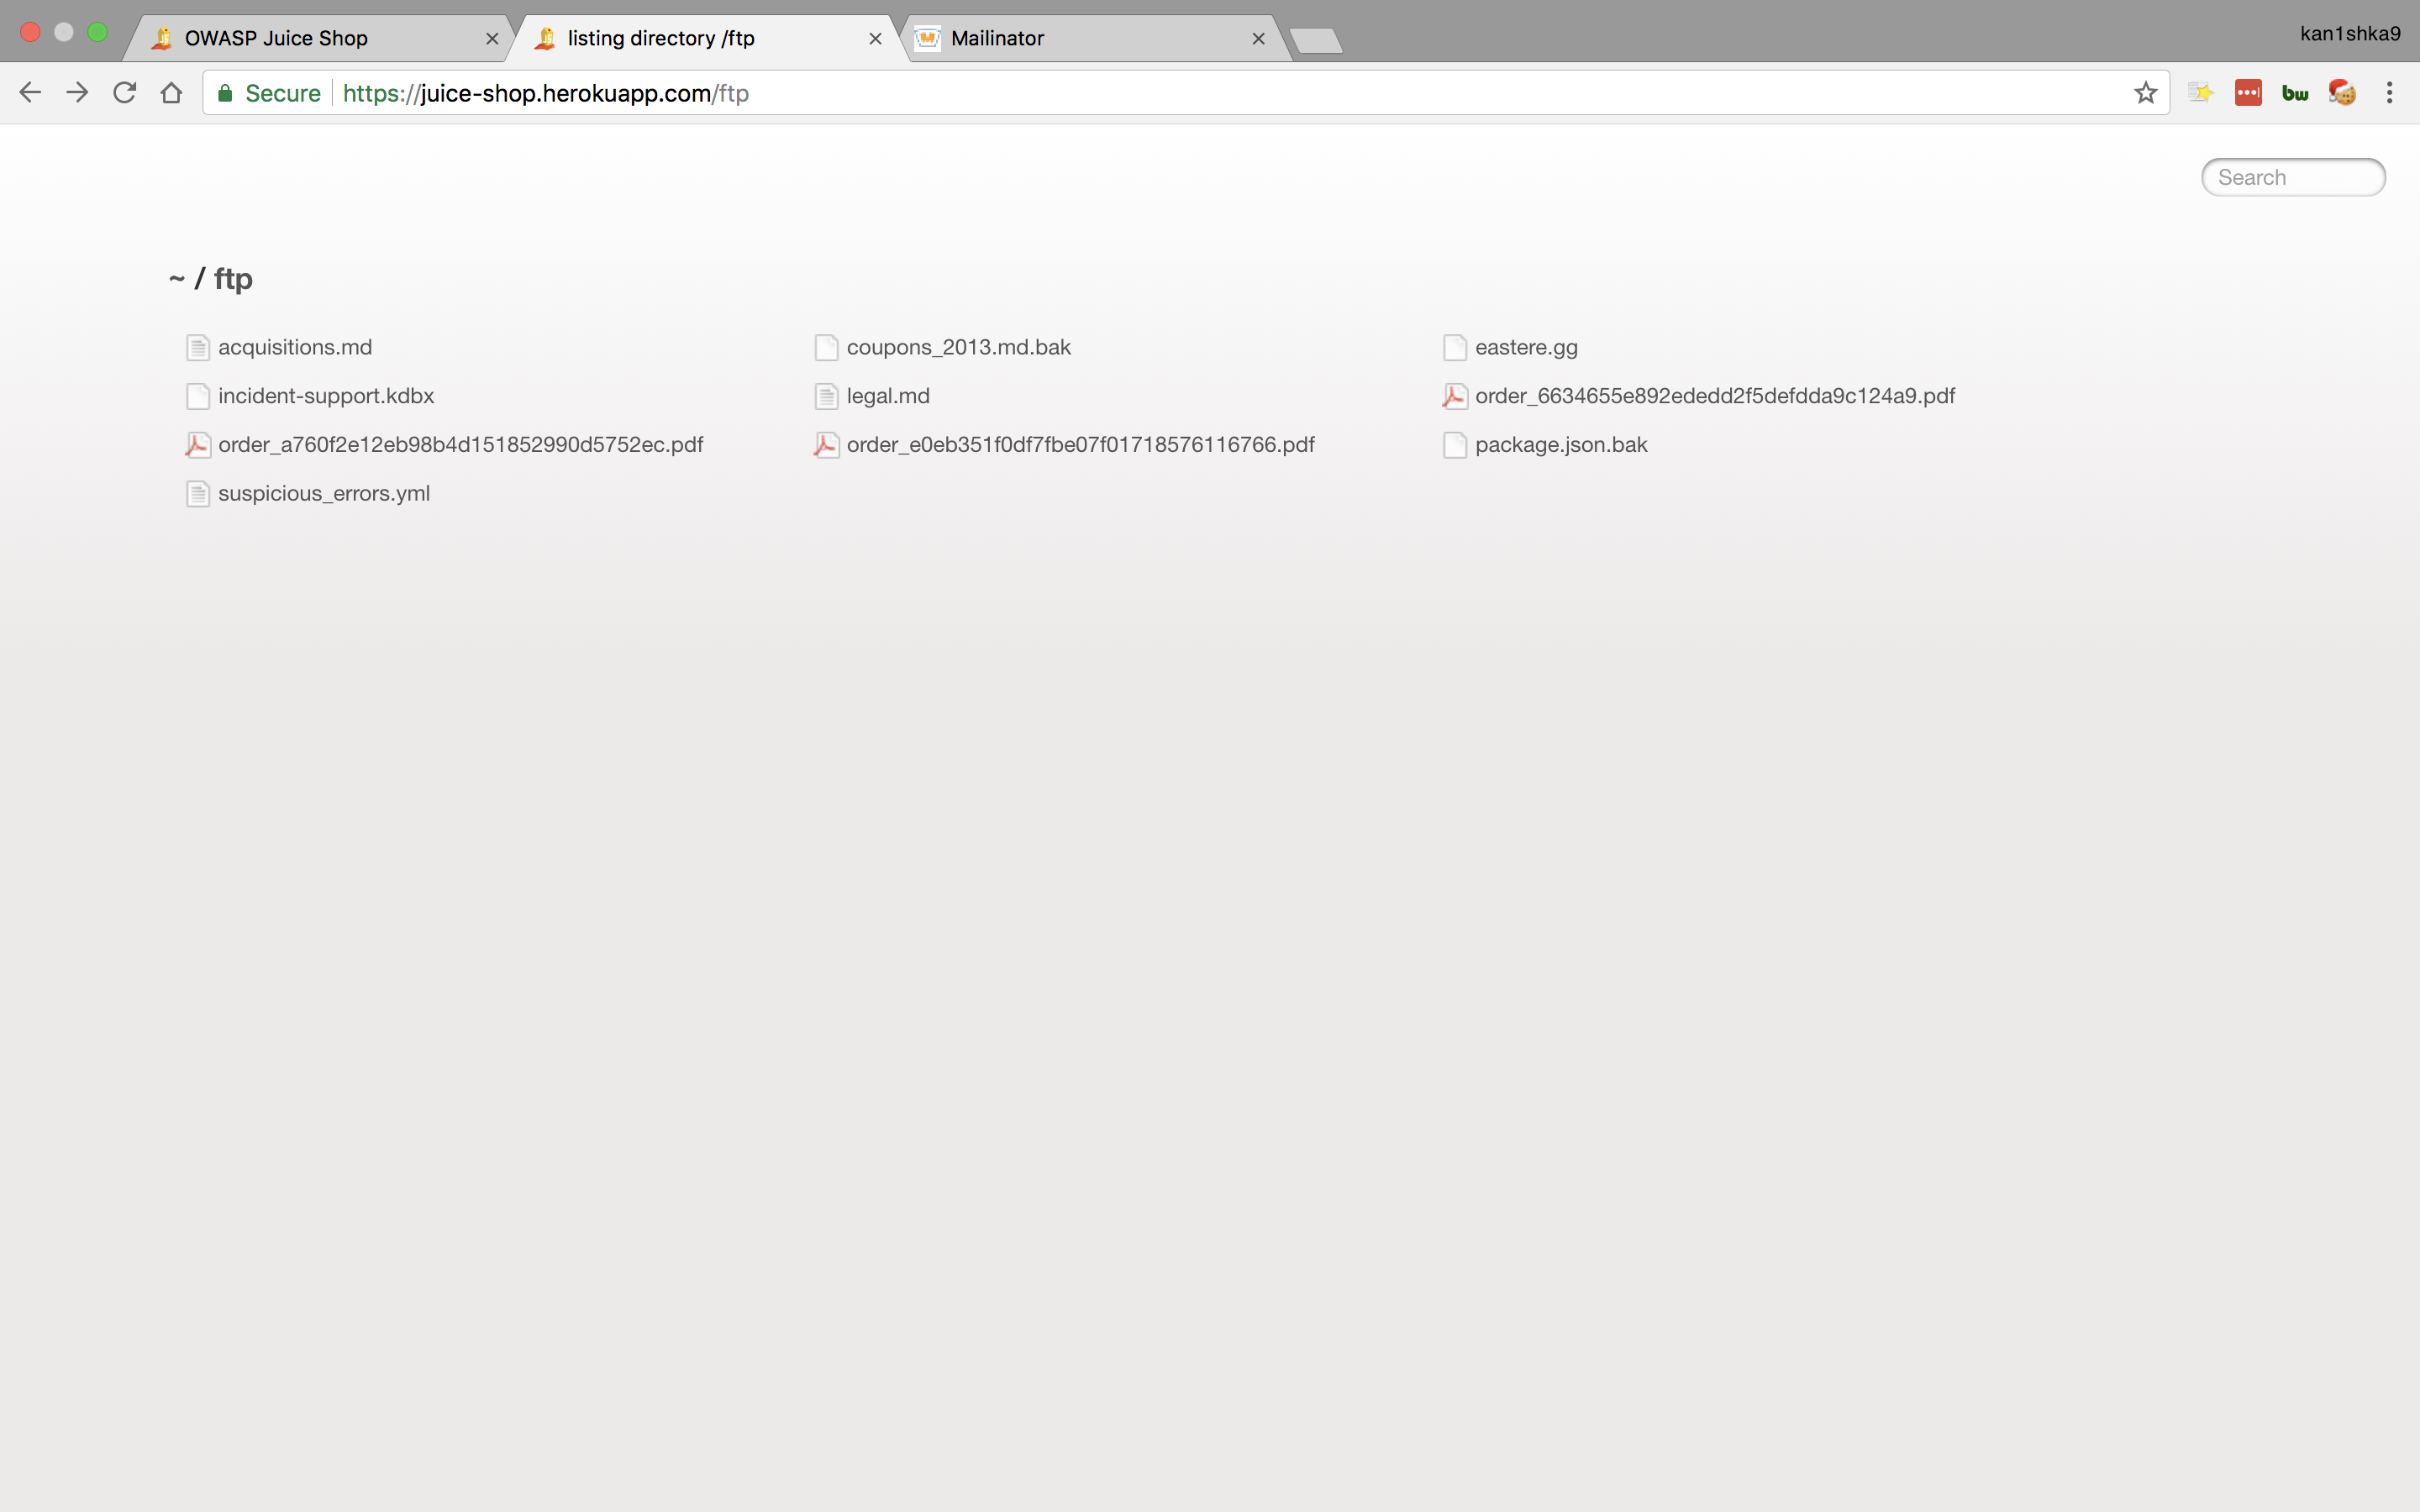 OWASP Juice Shop
listing directory /ftp
Mailinator
kan1shka9
Secure
https://juice-shop.herokuapp.com/ftp
bw
Search
~ / ftp
acquisitions.md
coupons_2013.md.bak
eastere.gg
incident-support.kdbx
legal.md
order_6634655e892ededd2f5defdda9c124a9.pdf
order_a760f2e12eb98b4d151852990d5752ec.pdf
order_e0eb351f0df7fbe07f01718576116766.pdf
package.json.bak
suspicious_errors.yml